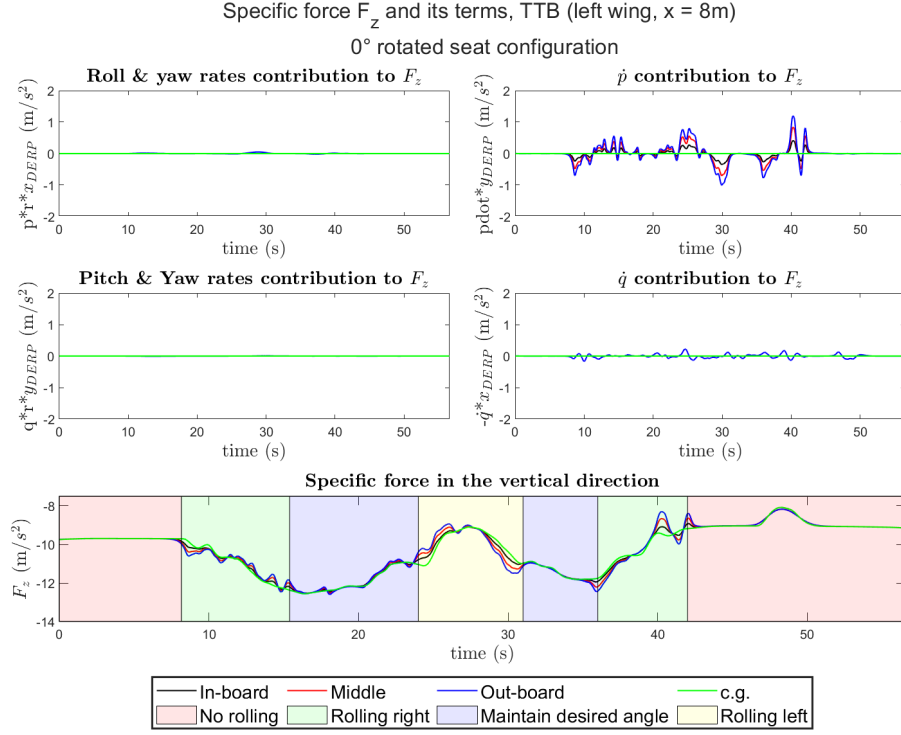 Specific force F_z and its terms, TTB (left wing, x = 8m)
0° rotated seat configuration
Roll & yaw rates contribution to F_z
p*r*x_DERP (m/s²)
2
1
0
-1
-2
0 10 20 30 40 50
time (s)
ṗ contribution to F_z
pdot*y_DERP (m/s²)
2
1
0
-1
-2
0 10 20 30 40 50
time (s)
Pitch & Yaw rates contribution to F_z
q*r*y_DERP (m/s²)
2
1
0
-1
-2
0 10 20 30 40 50
time (s)
q̇ contribution to F_z
-q̇*x_DERP (m/s²)
2
1
0
-1
-2
0 10 20 30 40 50
time (s)
Specific force in the vertical direction
F_z (m/s²)
-8
-10
-12
-14
0 10 20 30 40 50
time (s)
In-board Middle Out-board c.g.
No rolling Rolling right Maintain desired angle Rolling left